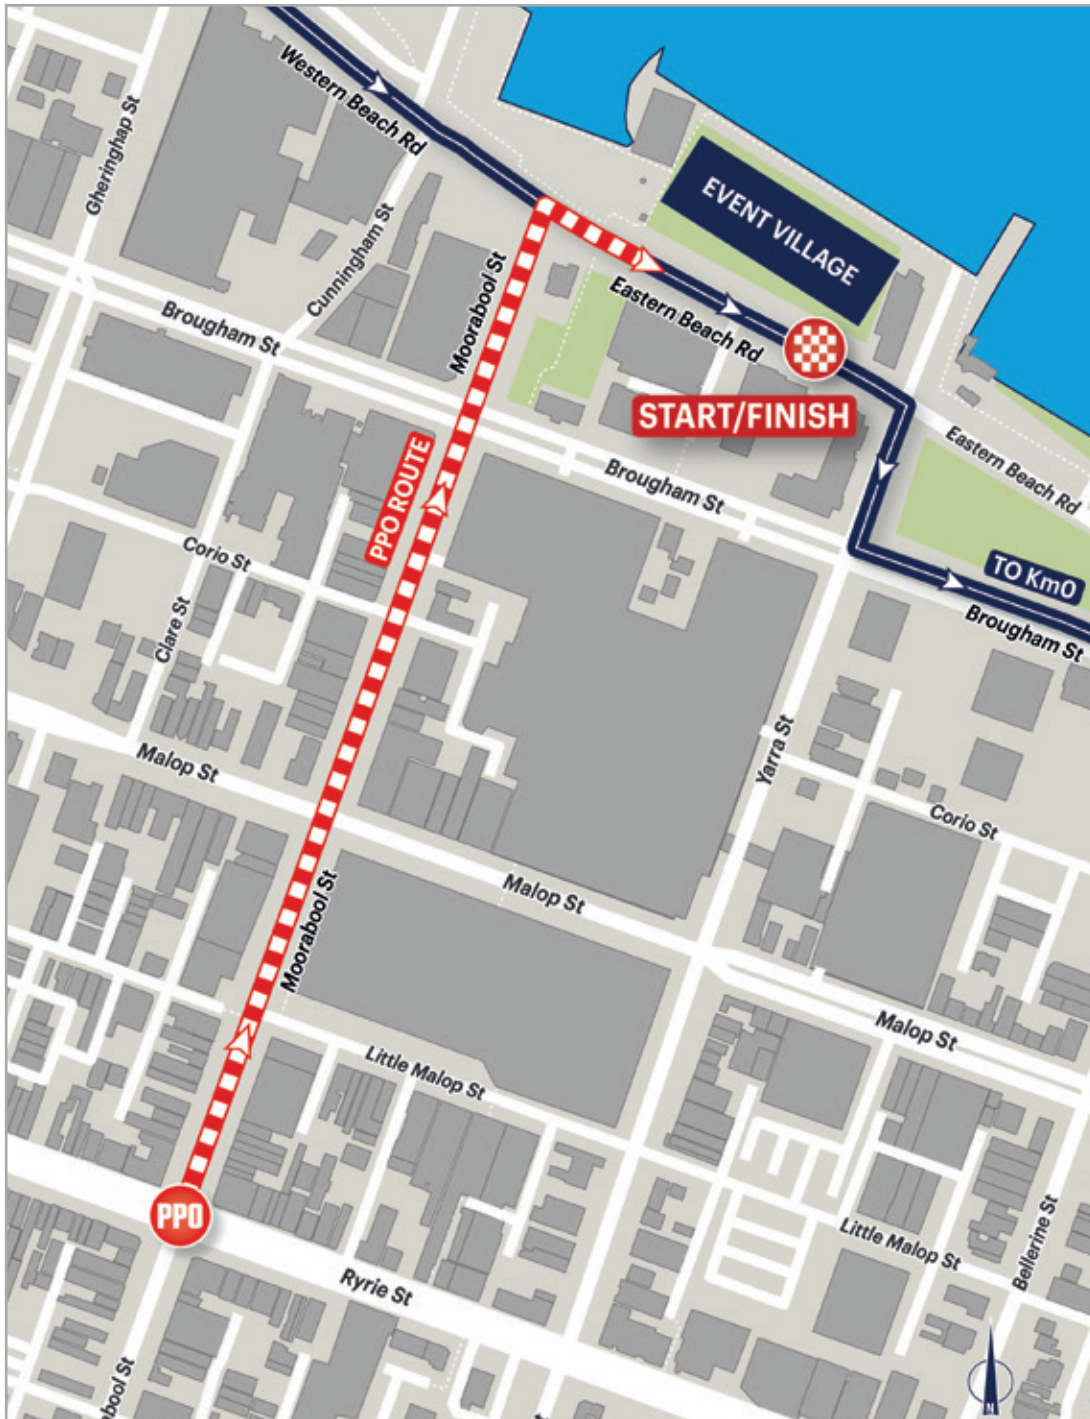 Western Beach Rd
Gheringhap St
EVENT VILLAGE
Cunningham St
Moorabool St
Eastern Beach Rd
Brougham St
START/FINISH
Eastern Beach Rd
PPO ROUTE
Brougham St
Corio St
TO Km0
Brougham St
Clare St
Yarra St
Malop St
Corio St
Malop St
Moorabool St
Malop St
Little Malop St
PPO
Little Malop St
Bellerine St
Ryrie St
abool St
N